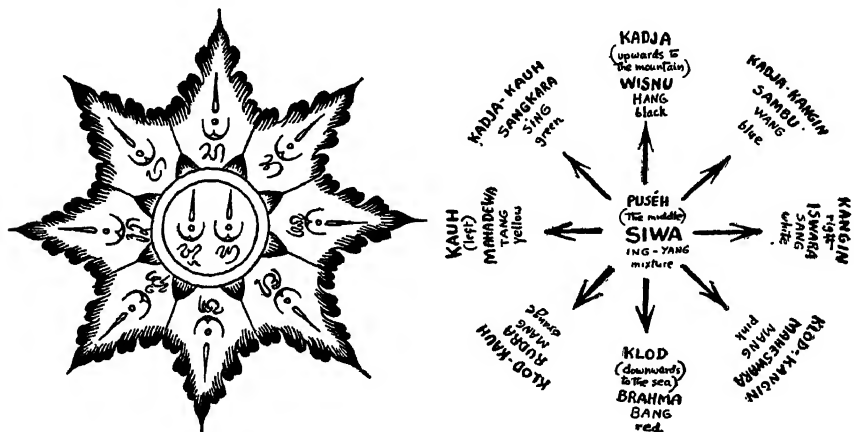 KADJA
(upwards to
the mountain)
WISNU
HANG
black
KADJA-KANGIN
SAMBU
WANG
blue
KANGIN
right
ISWARA
SANG
white
KLOD-KANGIN
MAHESWARA
MANG
pink
KLOD
(downwards
to the sea)
BRAHMA
BANG
red
KLOD-KAUH
RUDRA
MANG
orange
KAUH
(left)
MAHADEWA
TANG
yellow
KADJA-KAUH
SANGKARA
SING
green
PUSÉH
(The middle)
SIWA
ING-YANG
mixture